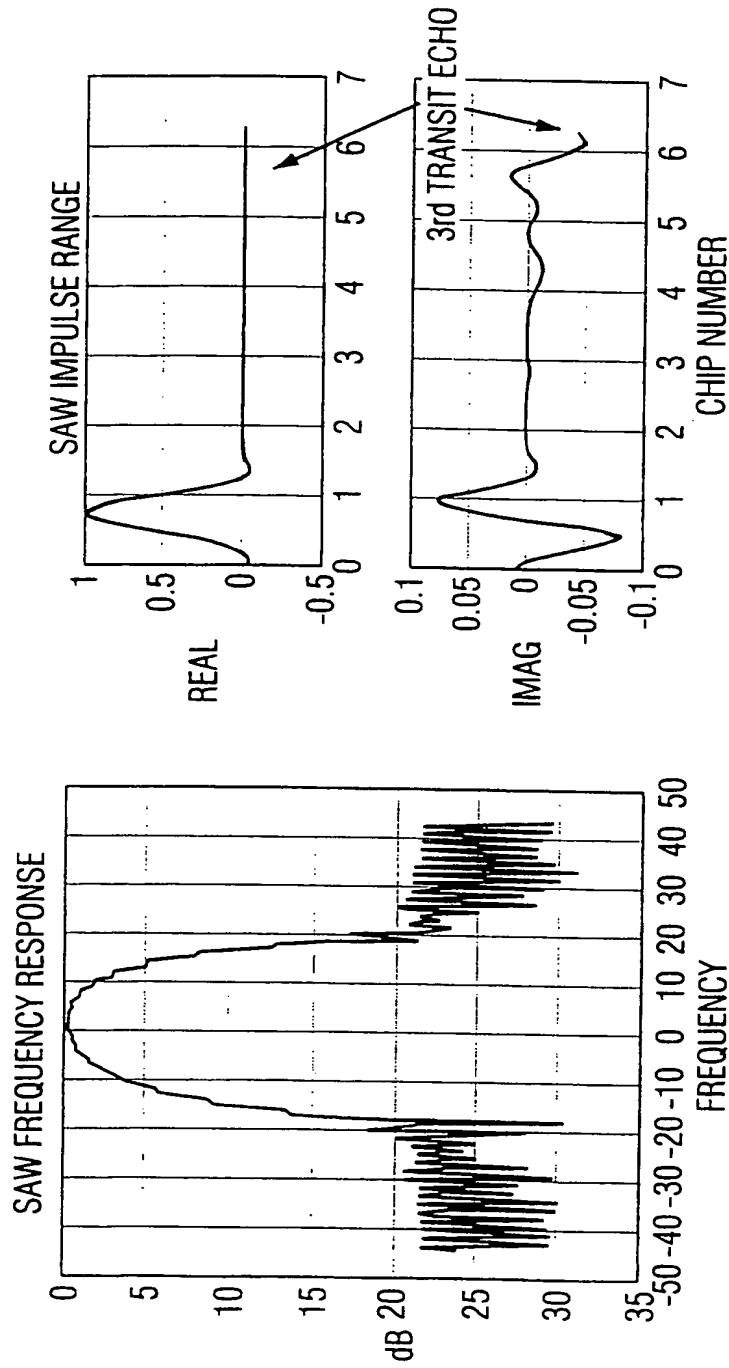 SAW FREQUENCY RESPONSE
0
5
10
15
dB 20
25
30
35
-50 -40 -30 -20 -10 0 10 20 30 40 50
FREQUENCY
SAW IMPULSE RANGE
1
0.5
0
-0.5
REAL
0 1 2 3 4 5 6 7
3rd TRANSIT ECHO
0.1
0.05
0
-0.05
-0.1
IMAG
0 1 2 3 4 5 6 7
CHIP NUMBER